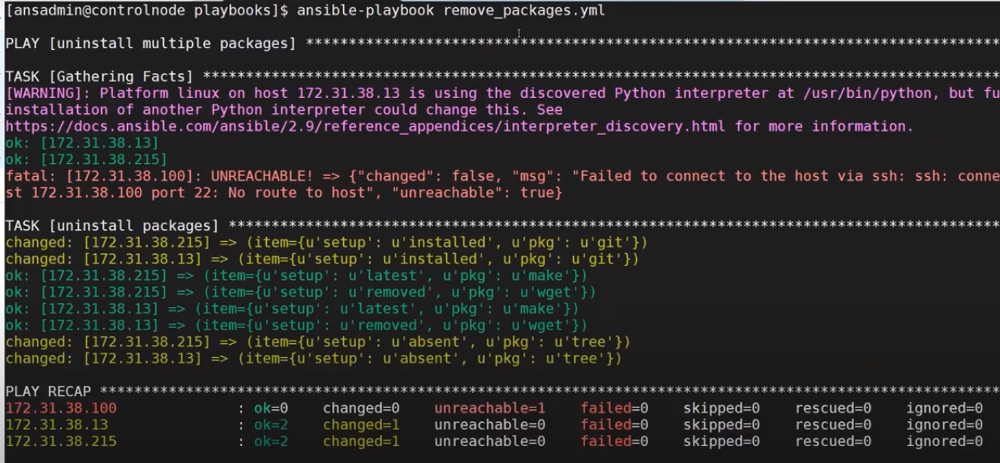 [ansadmin@controlnode playbooks]$ ansible-playbook remove_packages.yml
PLAY [uninstall multiple packages] *********************************************************************************
TASK [Gathering Facts] *********************************************************************************************
[WARNING]: Platform linux on host 172.31.38.13 is using the discovered Python interpreter at /usr/bin/python, but fu
installation of another Python interpreter could change this. See
https://docs.ansible.com/ansible/2.9/reference_appendices/interpreter_discovery.html for more information.
ok: [172.31.38.13]
ok: [172.31.38.215]
fatal: [172.31.38.100]: UNREACHABLE! => {"changed": false, "msg": "Failed to connect to the host via ssh: ssh: conne
st 172.31.38.100 port 22: No route to host", "unreachable": true}
TASK [uninstall packages] ******************************************************************************************
changed: [172.31.38.215] => (item={u'setup': u'installed', u'pkg': u'git'})
changed: [172.31.38.13] => (item={u'setup': u'installed', u'pkg': u'git'})
ok: [172.31.38.215] => (item={u'setup': u'latest', u'pkg': u'make'})
ok: [172.31.38.215] => (item={u'setup': u'removed', u'pkg': u'wget'})
ok: [172.31.38.13] => (item={u'setup': u'latest', u'pkg': u'make'})
ok: [172.31.38.13] => (item={u'setup': u'removed', u'pkg': u'wget'})
changed: [172.31.38.215] => (item={u'setup': u'absent', u'pkg': u'tree'})
changed: [172.31.38.13] => (item={u'setup': u'absent', u'pkg': u'tree'})
PLAY RECAP *********************************************************************************************************
172.31.38.100 : ok=0 changed=0 unreachable=1 failed=0 skipped=0 rescued=0 ignored=0
172.31.38.13 : ok=2 changed=1 unreachable=0 failed=0 skipped=0 rescued=0 ignored=0
172.31.38.215 : ok=2 changed=1 unreachable=0 failed=0 skipped=0 rescued=0 ignored=0